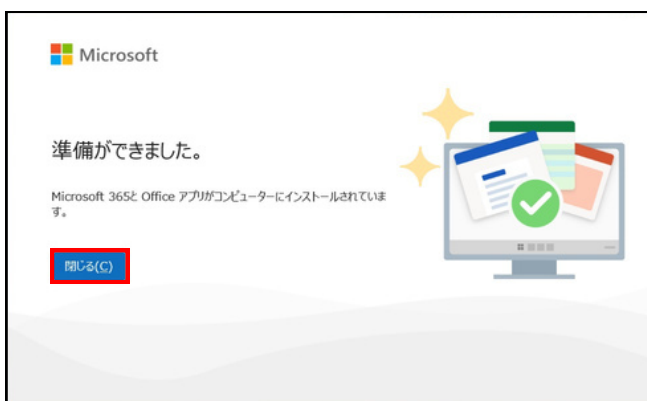 Microsoft
準備ができました。
Microsoft 365と Office アプリがコンピューターにインストールされていま
す。
閉じる(C)